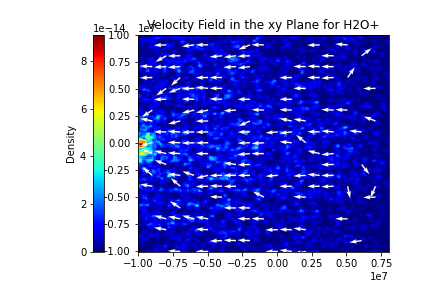 Velocity Field in the xy Plane for H2O+
1e−14
1e7
8
6
4
2
0
Density
1.00
0.75
0.50
0.25
0.00
−0.25
−0.50
−0.75
−1.00
−1.00 −0.75 −0.50 −0.25 0.00 0.25 0.50 0.75
1e7